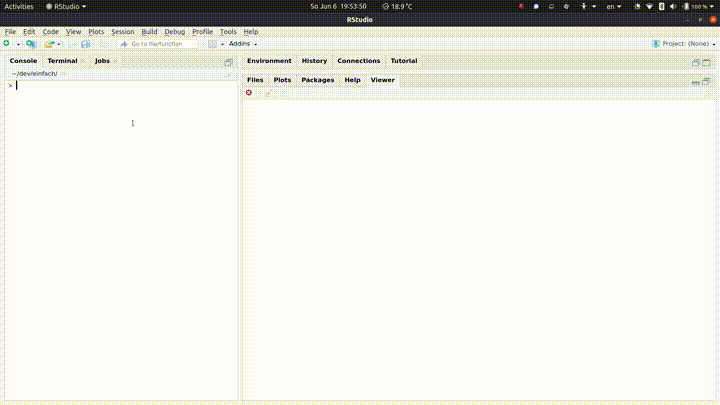 Activities RStudio So Jun 6 19:53:50 18.9 °C en 100 %
RStudio
File Edit Code View Plots Session Build Debug Profile Tools Help
Go to file/function Addins Project: (None)
Console Terminal Jobs
~/dev/einfach/
>
Environment History Connections Tutorial
Files Plots Packages Help Viewer